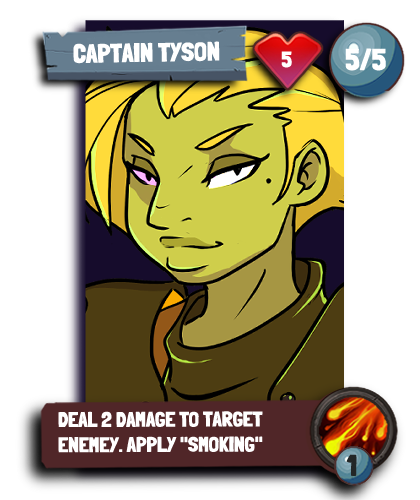 CAPTAIN TYSON
5
5/5
DEAL 2 DAMAGE TO TARGET
ENEMEY. APPLY "SMOKING"
1